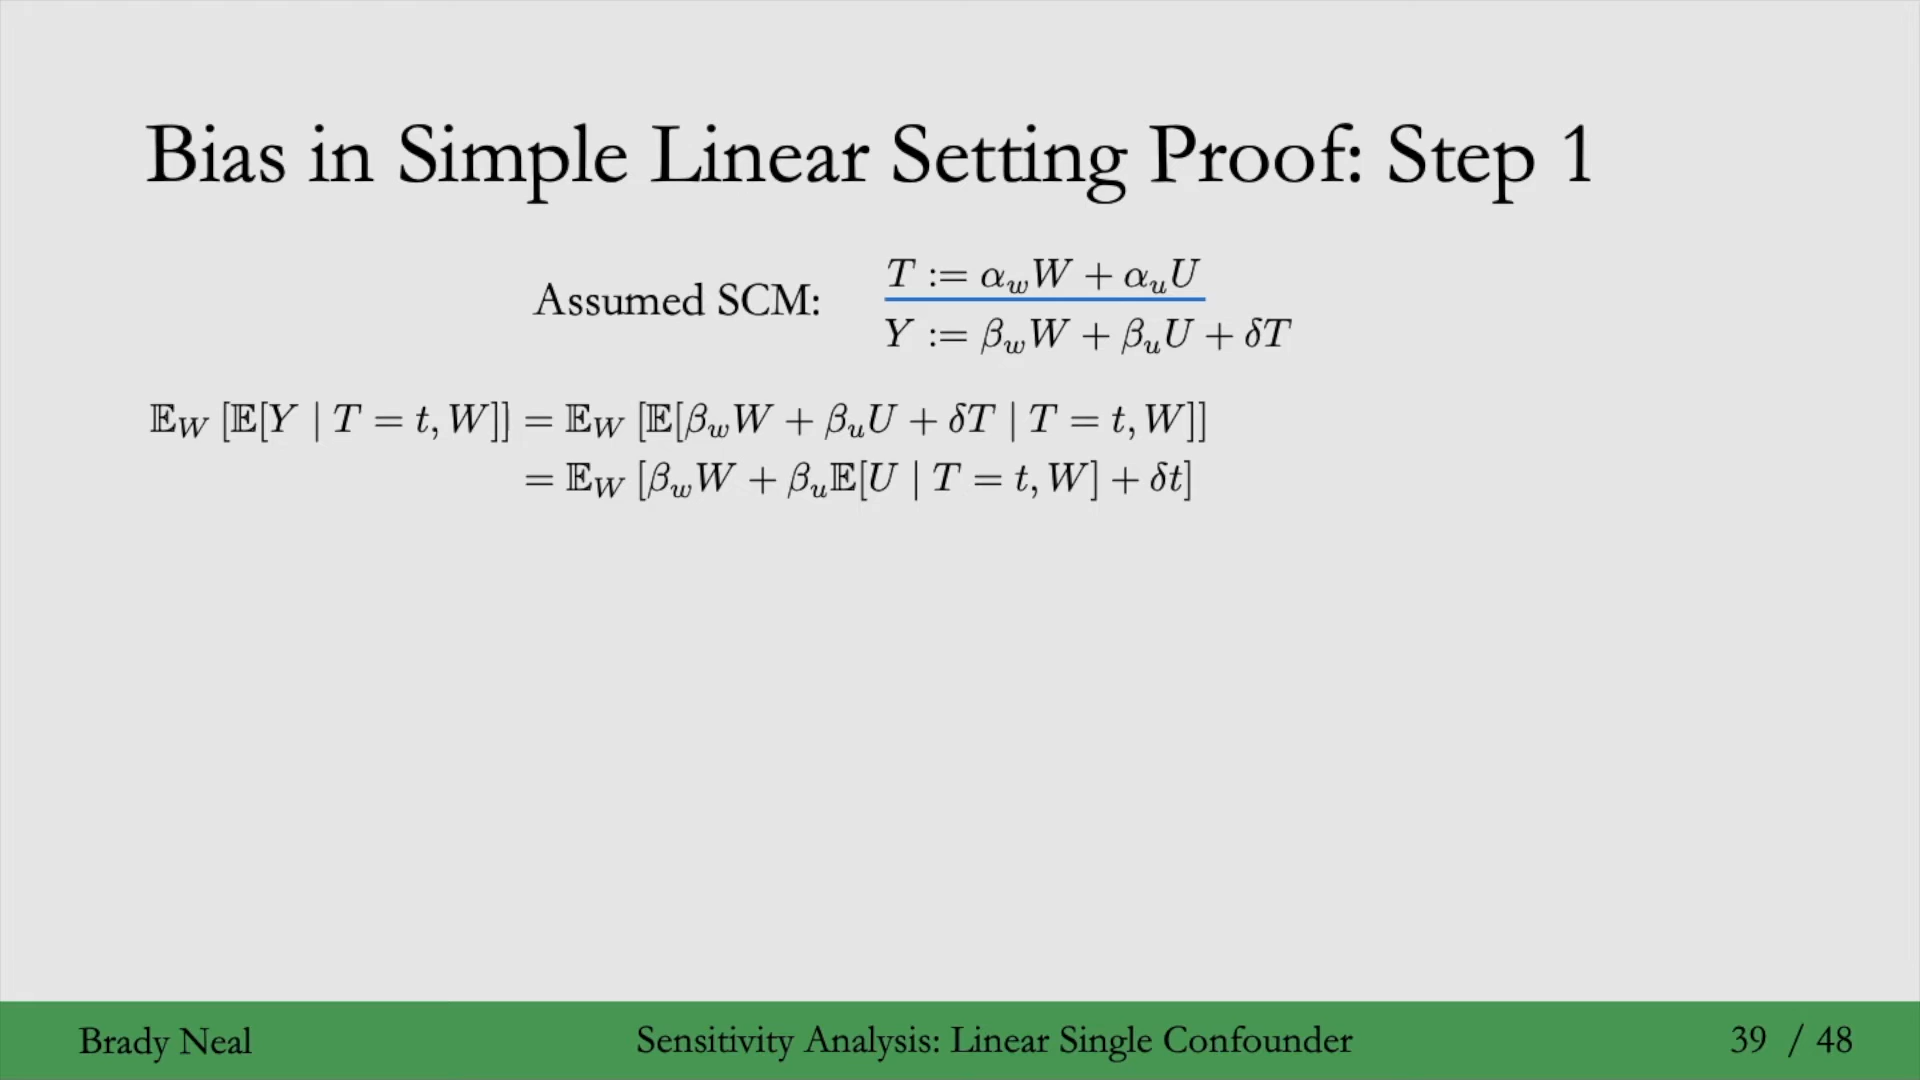 Bias in Simple Linear Setting Proof: Step 1
Assumed SCM:
T := α_w W + α_u U
Y := β_w W + β_u U + δT
𝔼_W [𝔼[Y | T = t, W]] = 𝔼_W [𝔼[β_w W + β_u U + δT | T = t, W]]
= 𝔼_W [β_w W + β_u 𝔼[U | T = t, W] + δt]
Brady Neal
Sensitivity Analysis: Linear Single Confounder
39 / 48